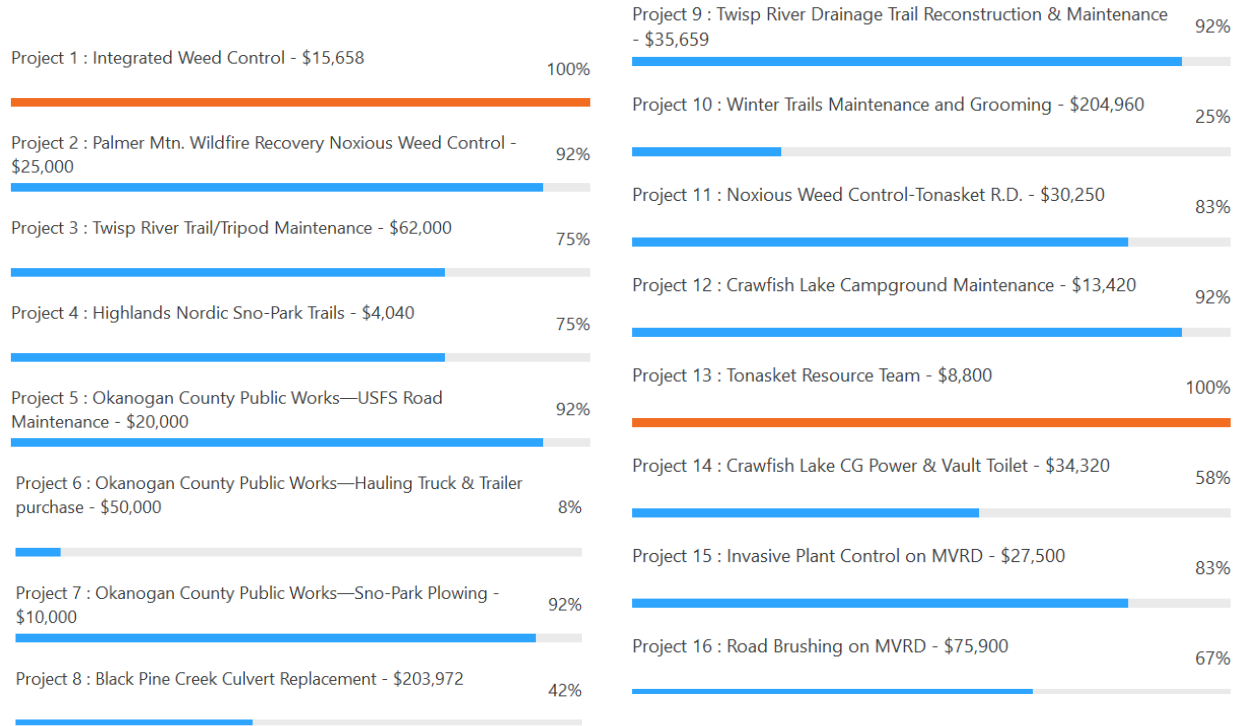 Project 1 : Integrated Weed Control - $15,658
100%
Project 2 : Palmer Mtn. Wildfire Recovery Noxious Weed Control -
$25,000
92%
Project 3 : Twisp River Trail/Tripod Maintenance - $62,000
75%
Project 4 : Highlands Nordic Sno-Park Trails - $4,040
75%
Project 5 : Okanogan County Public Works—USFS Road
Maintenance - $20,000
92%
Project 6 : Okanogan County Public Works—Hauling Truck & Trailer
purchase - $50,000
8%
Project 7 : Okanogan County Public Works—Sno-Park Plowing -
$10,000
92%
Project 8 : Black Pine Creek Culvert Replacement - $203,972
42%
Project 9 : Twisp River Drainage Trail Reconstruction & Maintenance
- $35,659
92%
Project 10 : Winter Trails Maintenance and Grooming - $204,960
25%
Project 11 : Noxious Weed Control-Tonasket R.D. - $30,250
83%
Project 12 : Crawfish Lake Campground Maintenance - $13,420
92%
Project 13 : Tonasket Resource Team - $8,800
100%
Project 14 : Crawfish Lake CG Power & Vault Toilet - $34,320
58%
Project 15 : Invasive Plant Control on MVRD - $27,500
83%
Project 16 : Road Brushing on MVRD - $75,900
67%